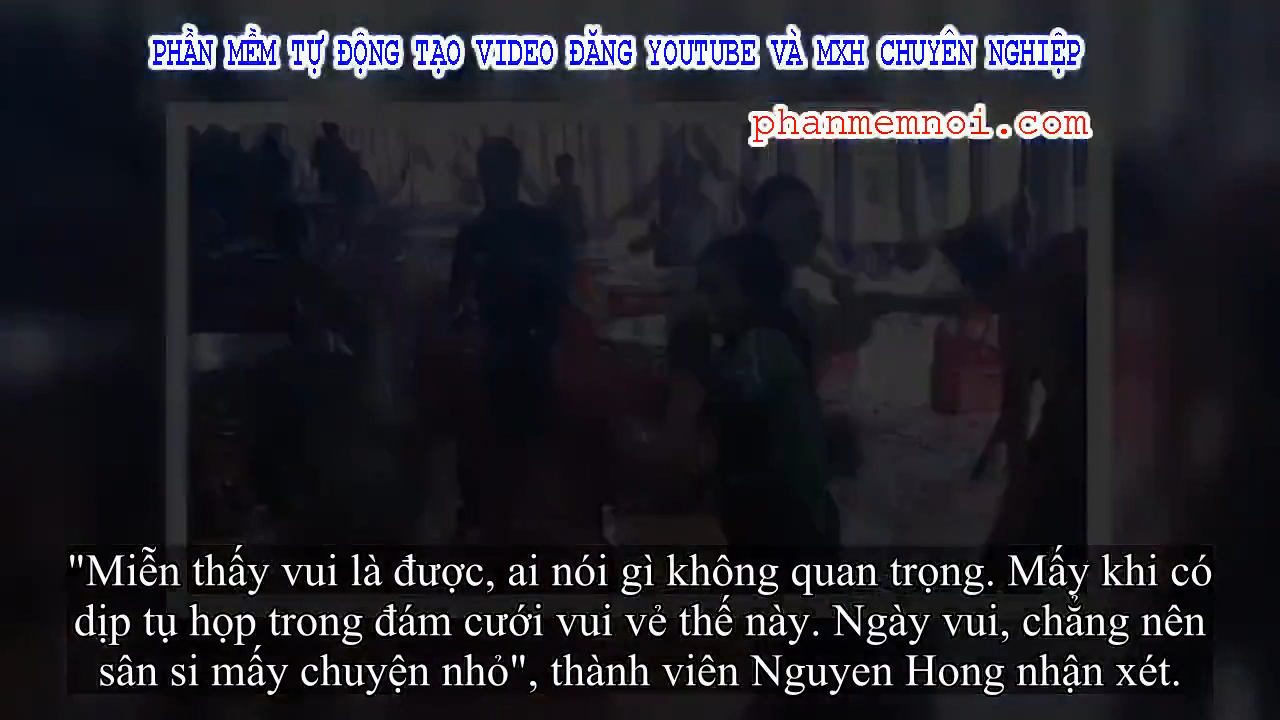 PHẦN MỀM TỰ ĐỘNG TẠO VIDEO ĐĂNG YOUTUBE VÀ MXH CHUYÊN NGHIỆP
phanmemnoi.com
"Miễn thấy vui là được, ai nói gì không quan trọng. Mấy khi có
dịp tụ họp trong đám cưới vui vẻ thế này. Ngày vui, chẳng nên
sân si mấy chuyện nhỏ", thành viên Nguyen Hong nhận xét.